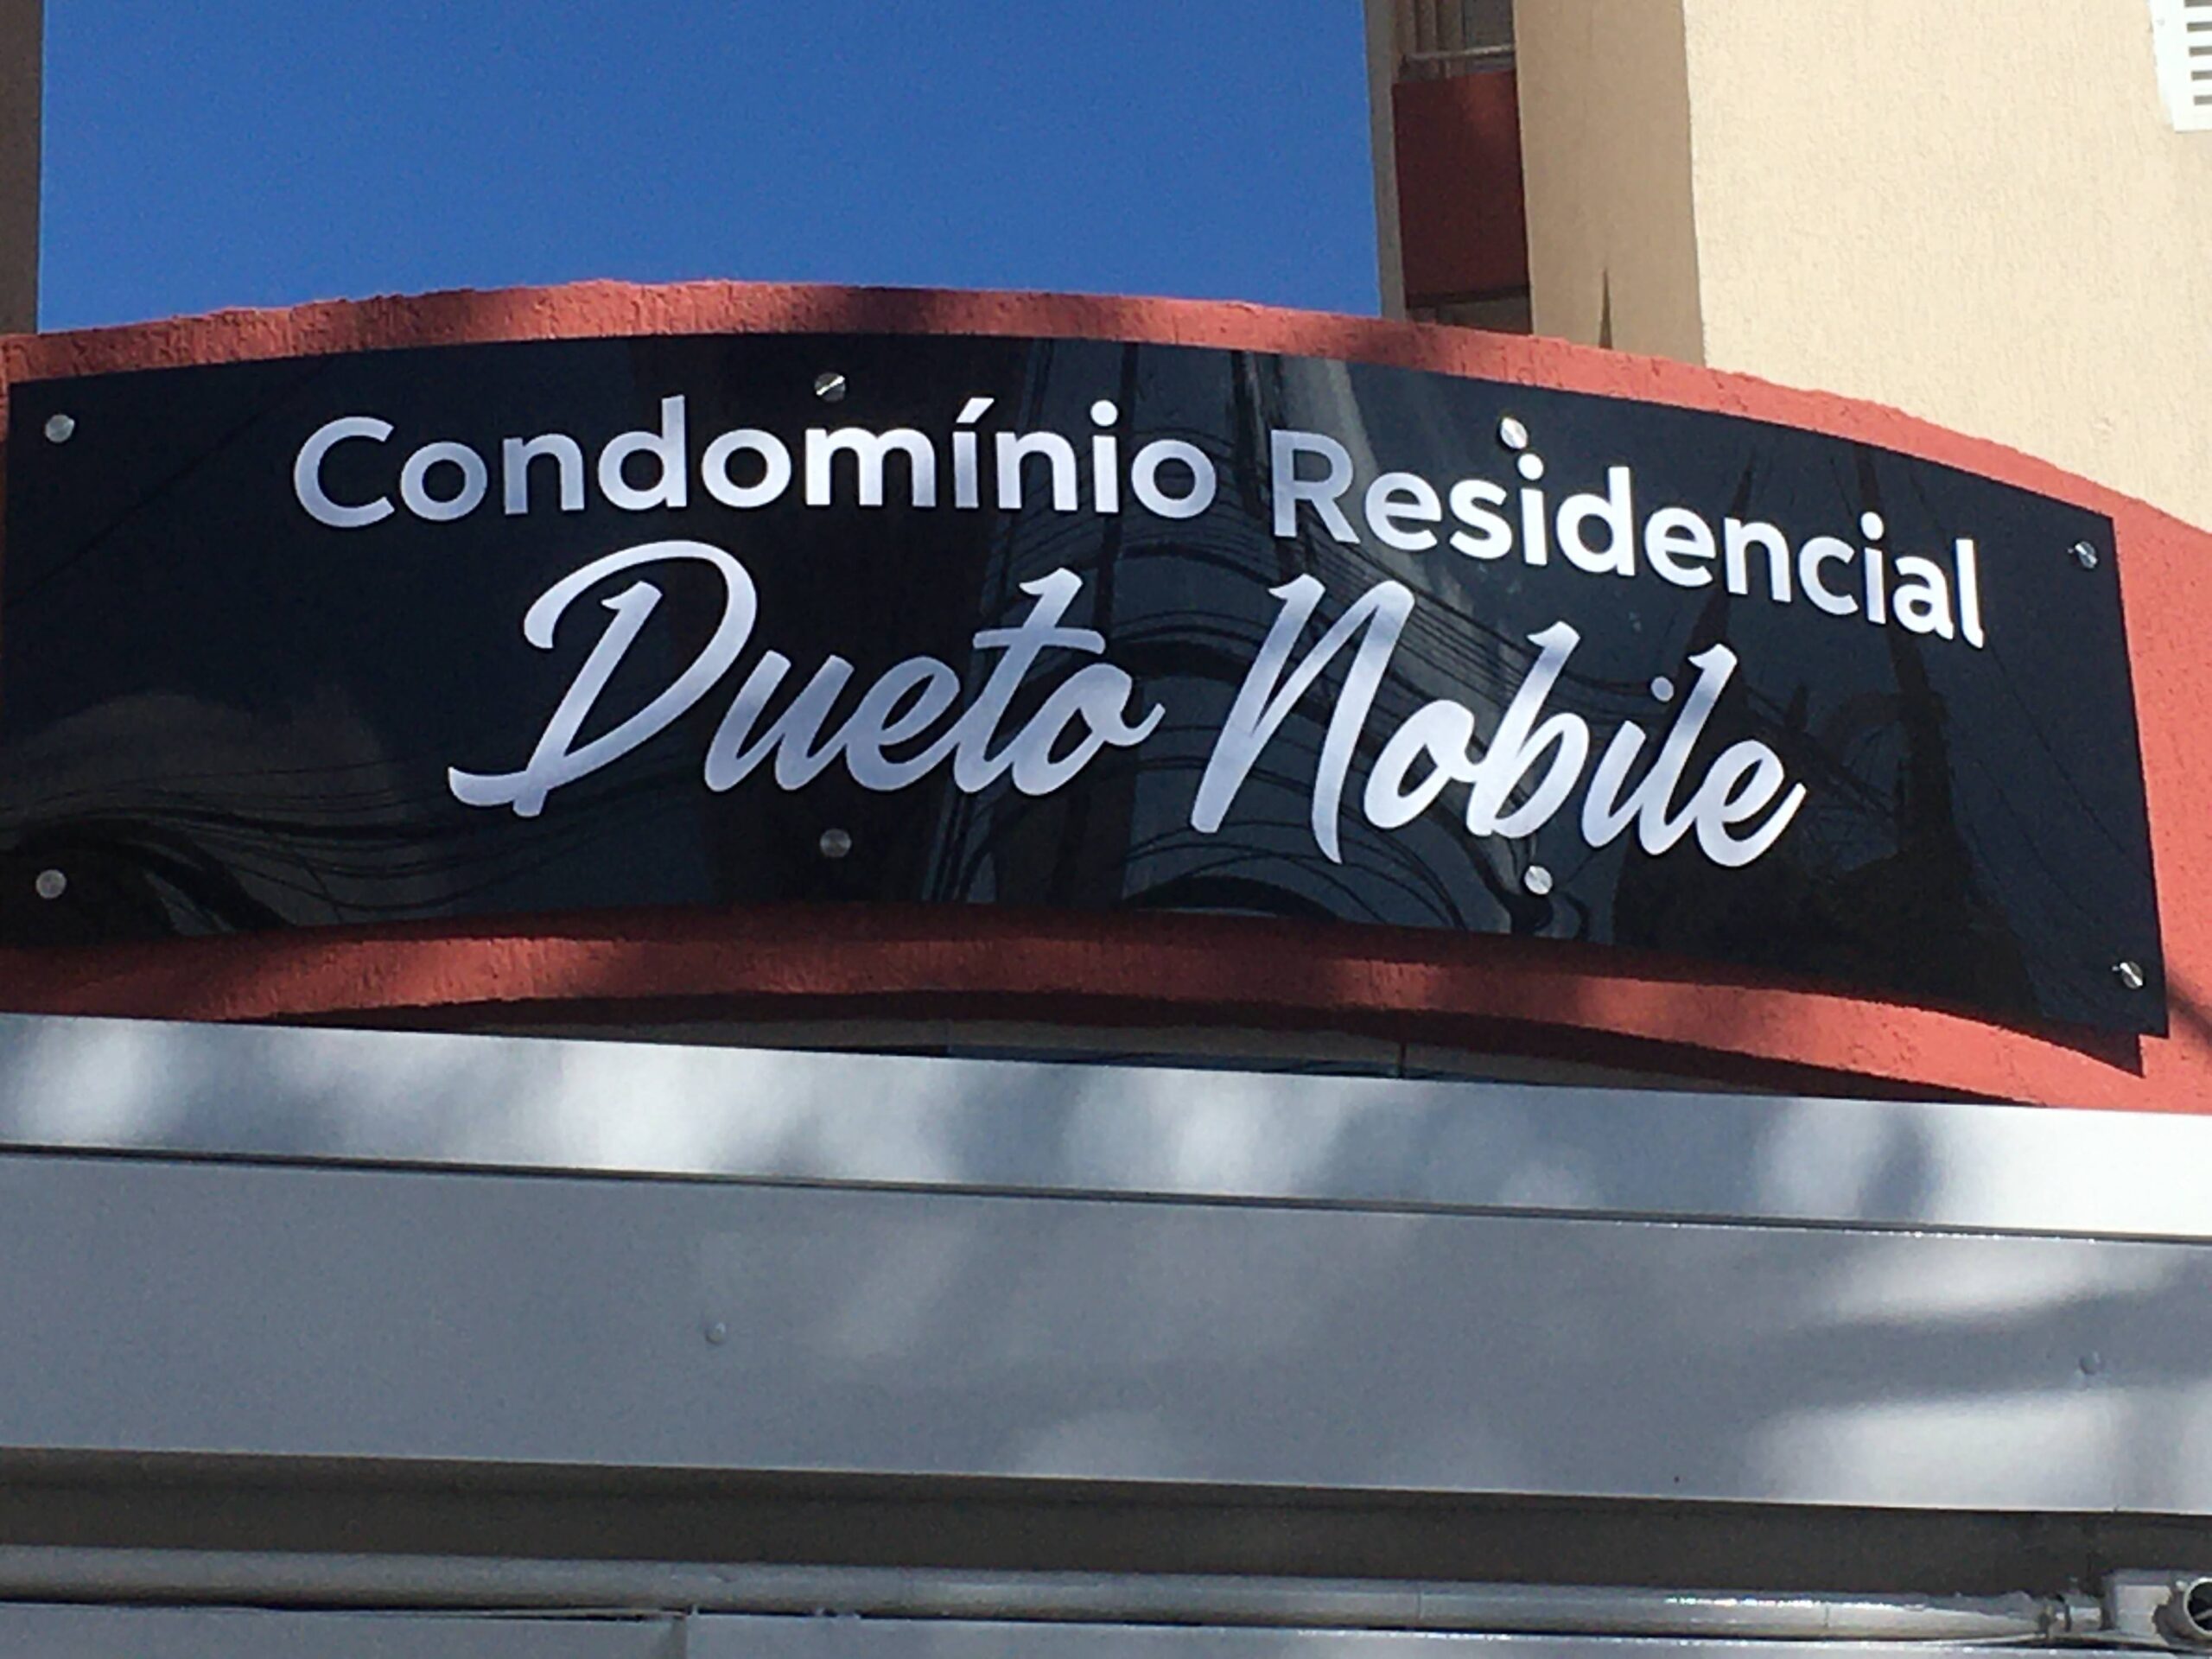 Condomínio Residencial
Dueto Nobile